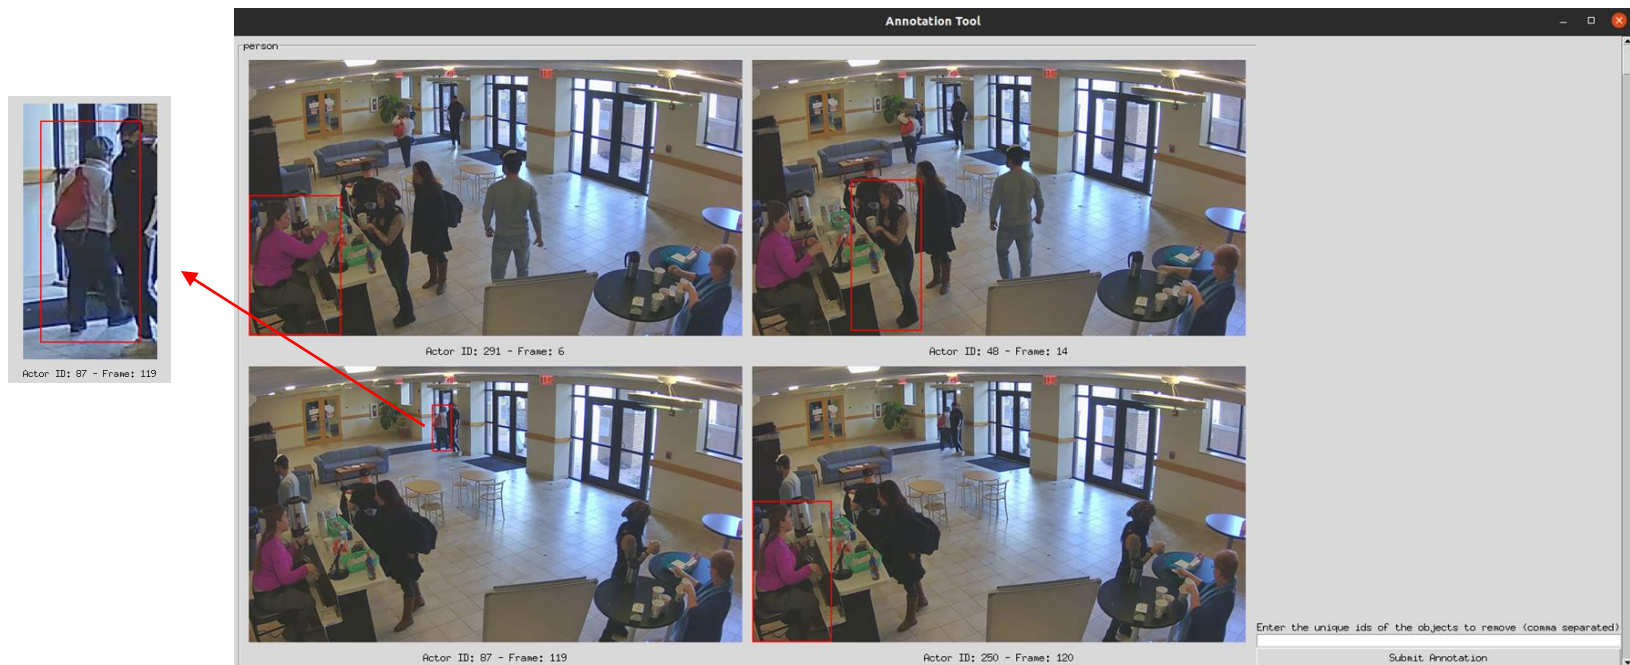 Annotation Tool
person
Actor ID: 291 - Frame: 6
Actor ID: 48 - Frame: 14
Actor ID: 87 - Frame: 119
Actor ID: 87 - Frame: 119
Actor ID: 250 - Frame: 120
Enter the unique ids of the objects to remove (comma separated)
Submit Annotation